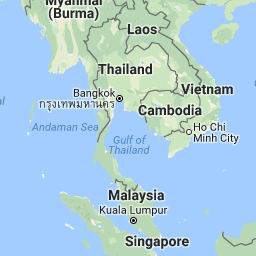 Myanmar
(Burma)
Laos
Thailand
Vietnam
Bangkok
กรุงเทพมหานคร
Cambodia
Andaman Sea
Ho Chi
Minh City
Gulf of
Thailand
Malaysia
Kuala Lumpur
Singapore